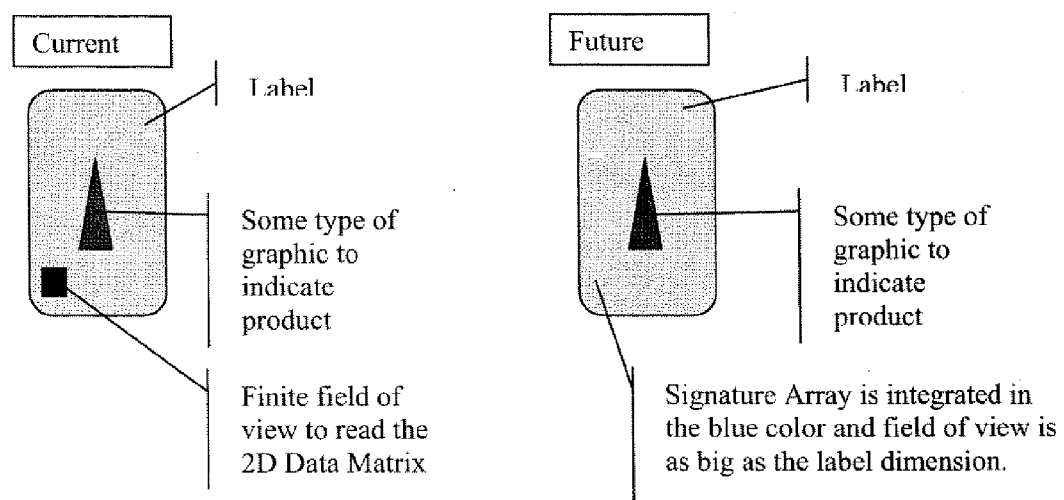 Current
Label
Some type of
graphic to
indicate
product
Finite field of
view to read the
2D Data Matrix
Future
Label
Some type of
graphic to
indicate
product
Signature Array is integrated in
the blue color and field of view is
as big as the label dimension.